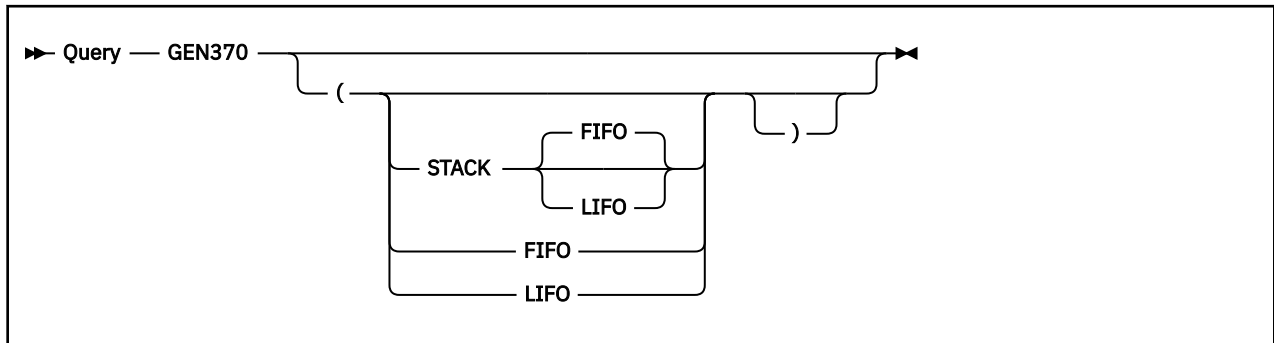 Query GEN370
(
)
FIFO
STACK
LIFO
FIFO
LIFO